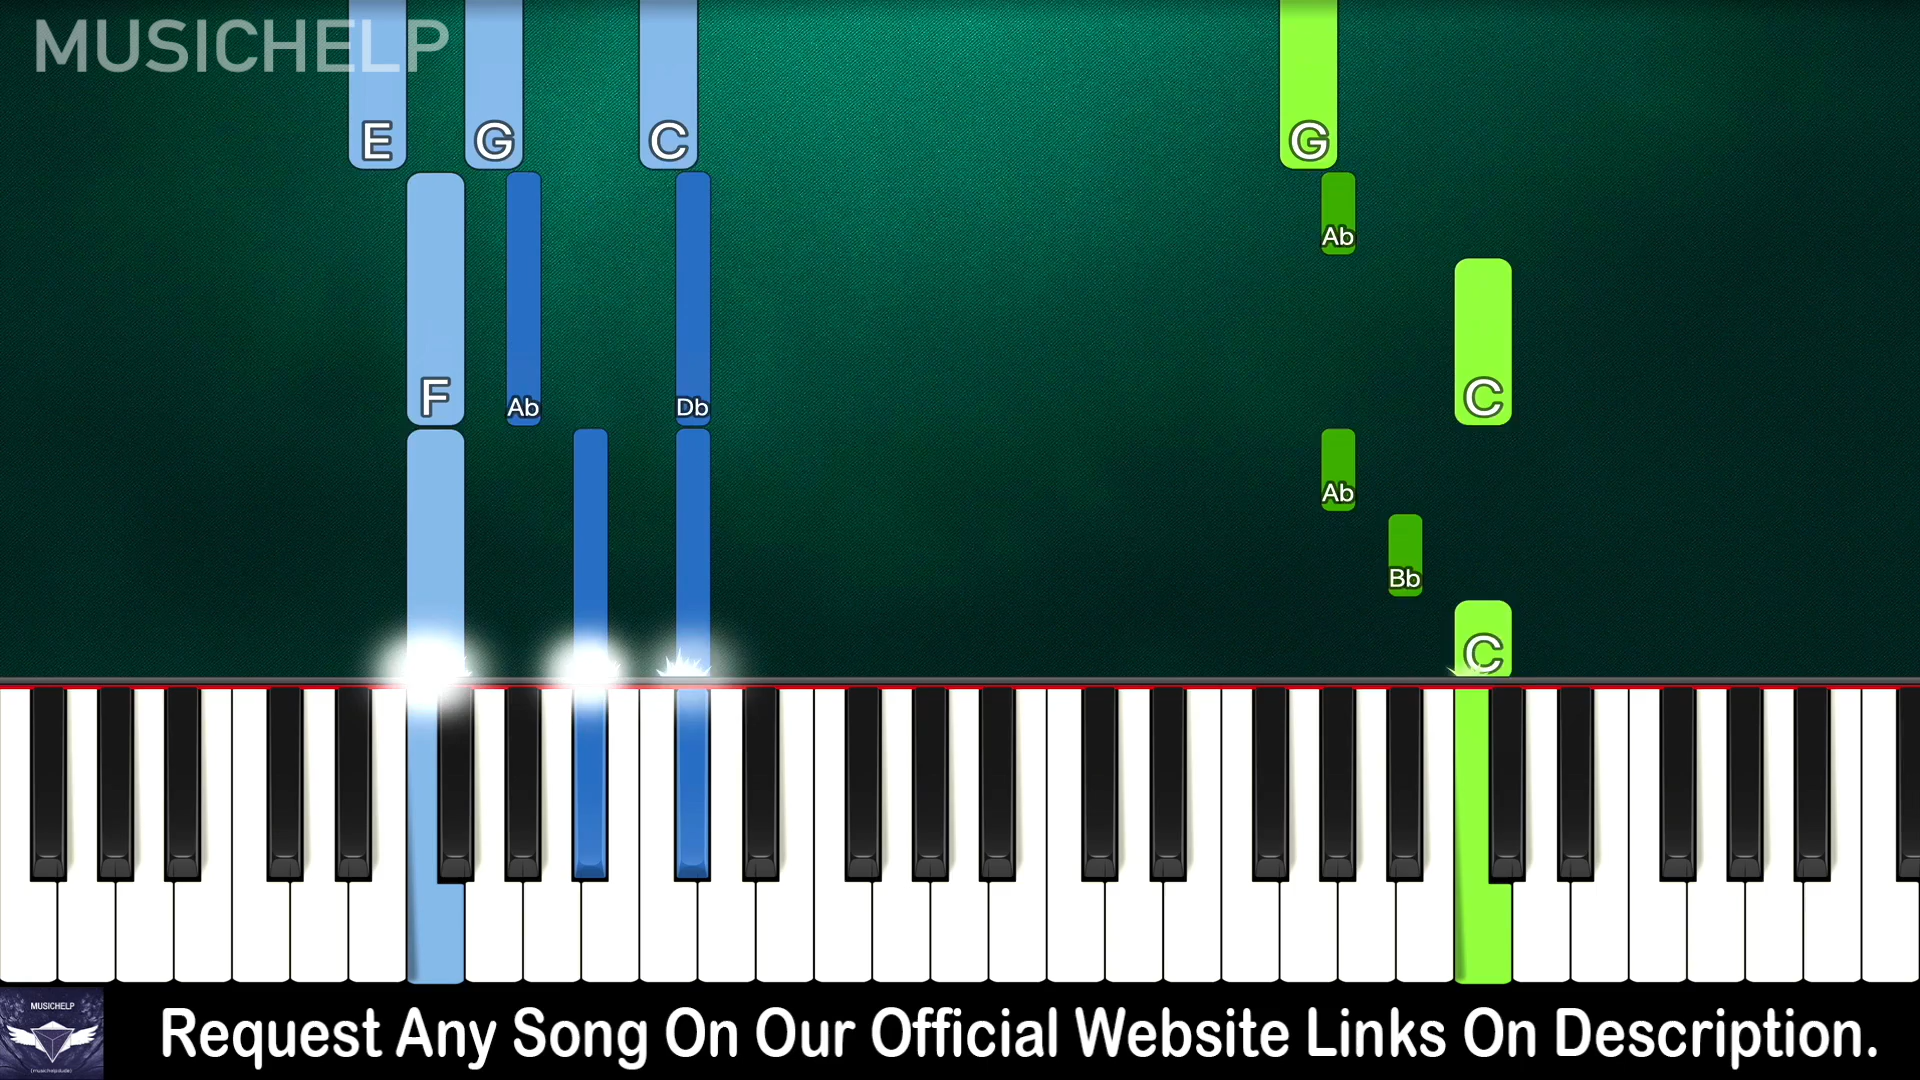 MUSICHELP
E G C G
Ab
F Ab Db C
Ab
Bb
C
MUSICHELP
Request Any Song On Our Official Website Links On Description.